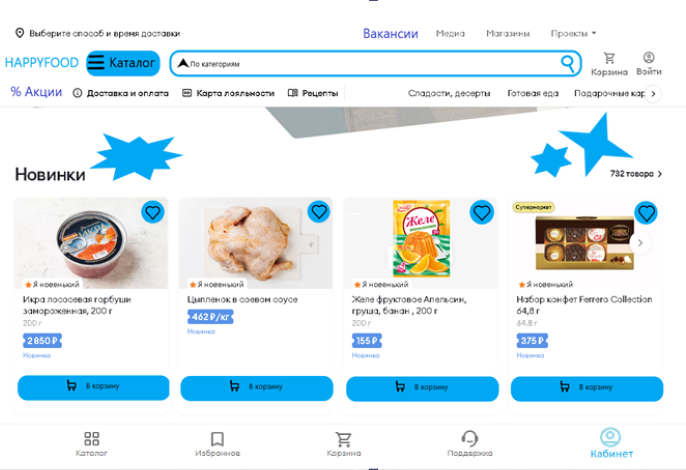 Выберите способ и время доставки
Вакансии
Медиа
Магазины
Проекты
HAPPYFOOD
Каталог
По категориям
Корзина
Войти
% Акции
Доставка и оплата
Карта лояльности
Рецепты
Сладости, десерты
Готовая еда
Подарочные кар
Новинки
732 товара
ИКРА
Желе
Супермаркет
Я новенький
Я новенький
Я новенький
Я новенький
Икра лососевая горбуши
замороженная, 200 г
200 г
2 850 ₽
Новинка
Цыпленок в соевом соусе
462 ₽/кг
Новинка
Желе фруктовое Апельсин,
груша, банан , 200 г
200 г
155 ₽
Новинка
Набор конфет Ferrero Collection
64,8 г
64.8 г
375 ₽
Новинка
В корзину
В корзину
В корзину
В корзину
Каталог
Избранное
Корзина
Поддержка
Кабинет